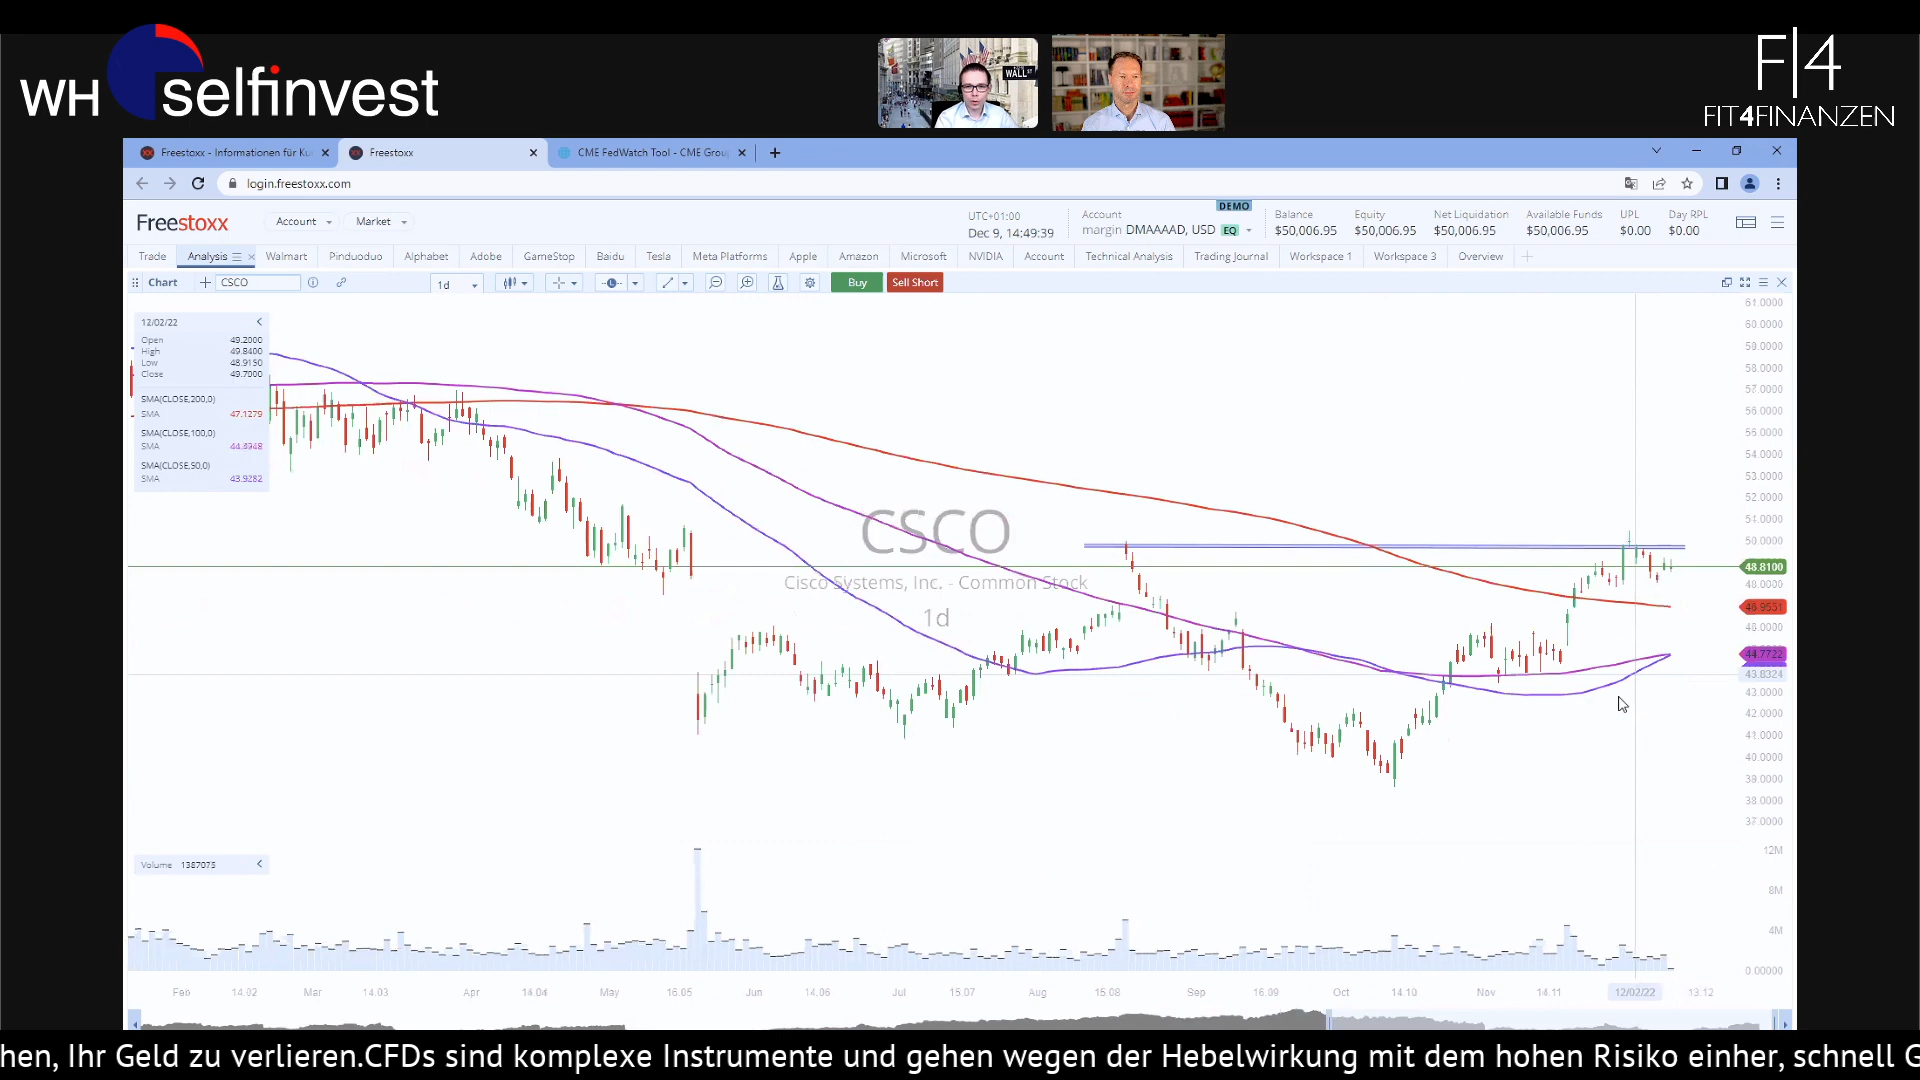 WH selfinvest
WALL ST
F|4
FIT4FINANZEN
Freestoxx - Informationen für Ku
Freestoxx
CME FedWatch Tool - CME Grou
login.freestoxx.com
Freestoxx
Account
Market
UTC+01:00
Dec 9, 14:49:39
DEMO
Account
margin DMAAAAD, USD EQ
Balance
$50,006.95
Equity
$50,006.95
Net Liquidation
$50,006.95
Available Funds
$50,006.95
UPL
$0.00
Day RPL
$0.00
Trade
Analysis
Walmart
Pinduoduo
Alphabet
Adobe
GameStop
Baidu
Tesla
Meta Platforms
Apple
Amazon
Microsoft
NVIDIA
Account
Technical Analysis
Trading Journal
Workspace 1
Workspace 3
Overview
Chart
CSCO
1d
Buy
Sell Short
12/02/22
Open 49.2000
High 49.8400
Low 48.9150
Close 49.7000
SMA(CLOSE,200,0)
SMA 47.1279
SMA(CLOSE,100,0)
SMA 44.4948
SMA(CLOSE,50,0)
SMA 43.9282
CSCO
Cisco Systems, Inc. - Common Stock
1d
61.0000
60.0000
59.0000
58.0000
57.0000
56.0000
55.0000
54.0000
53.0000
52.0000
51.0000
50.0000
48.8100
48.0000
46.9551
46.0000
44.7722
43.8324
43.0000
42.0000
41.0000
40.0000
39.0000
38.0000
37.0000
Volume 1387075
12M
8M
4M
0.00000
Feb
14.02
Mar
14.03
Apr
14.04
May
16.05
Jun
14.06
Jul
15.07
Aug
15.08
Sep
16.09
Oct
14.10
Nov
14.11
12/02/22
13.12
hen, Ihr Geld zu verlieren.CFDs sind komplexe Instrumente und gehen wegen der Hebelwirkung mit dem hohen Risiko einher, schnell G